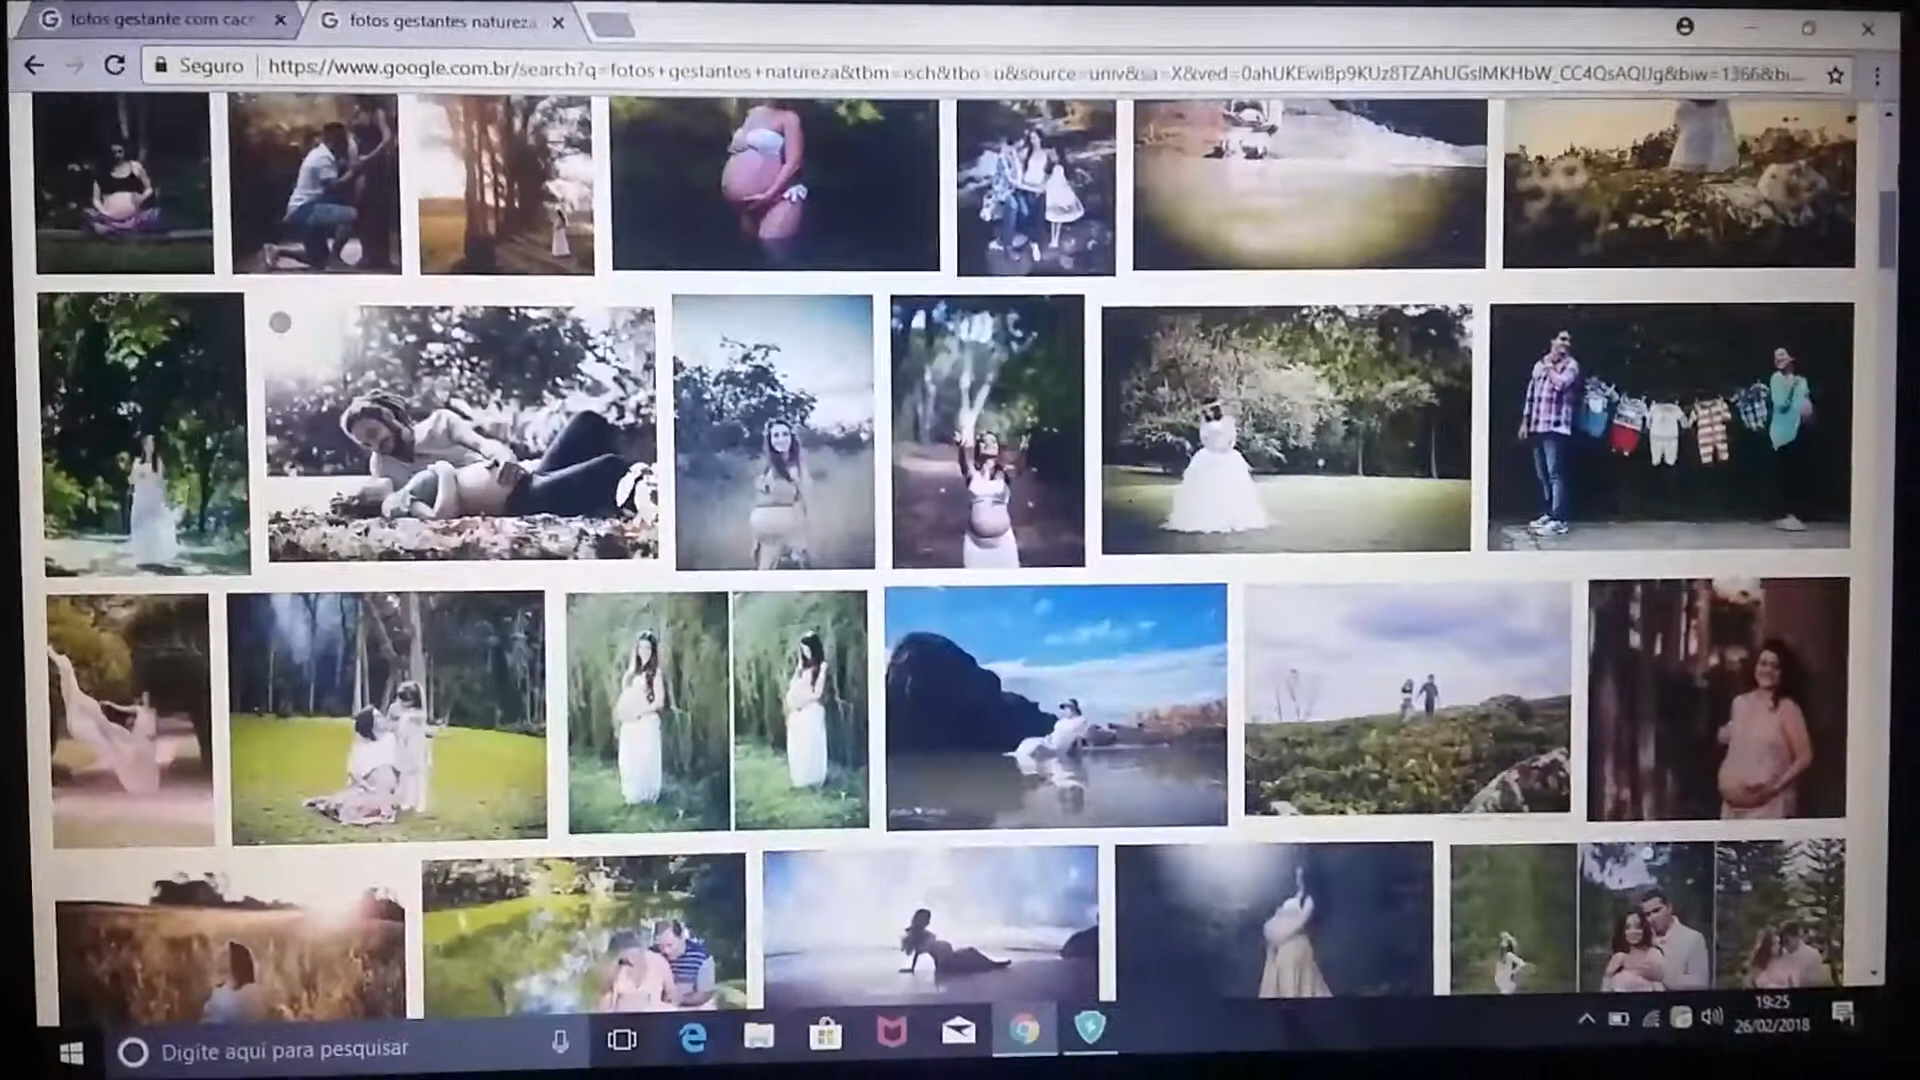 fotos gestante com cac
fotos gestantes natureza
Seguro
https://www.google.com.br/search?q=fotos+gestantes+natureza&tbm=isch&tbo=u&source=univ&sa=X&ved=0ahUKEwiBp9KUz8TZAhUGsIMKHbW_CC4QsAQIJg&biw=1366&bi...
Digite aqui para pesquisar
19:25
26/02/2018